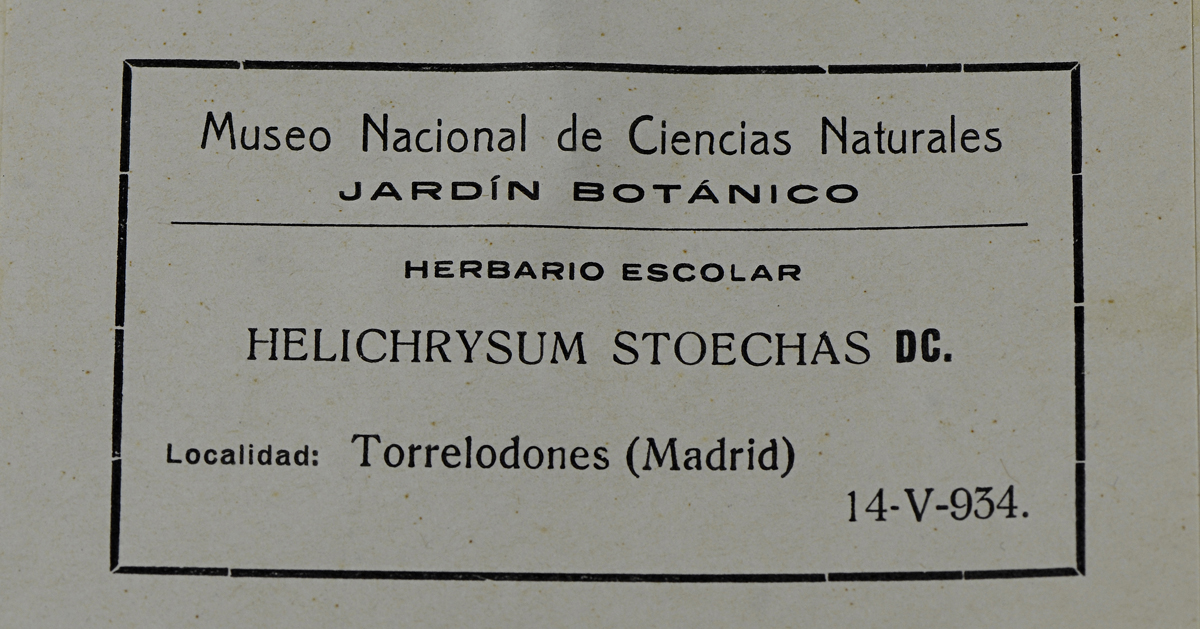 Museo Nacional de Ciencias Naturales
JARDÍN BOTÁNICO
HERBARIO ESCOLAR
HELICHRYSUM STOECHAS DC.
Localidad: Torrelodones (Madrid)
14-V-934.